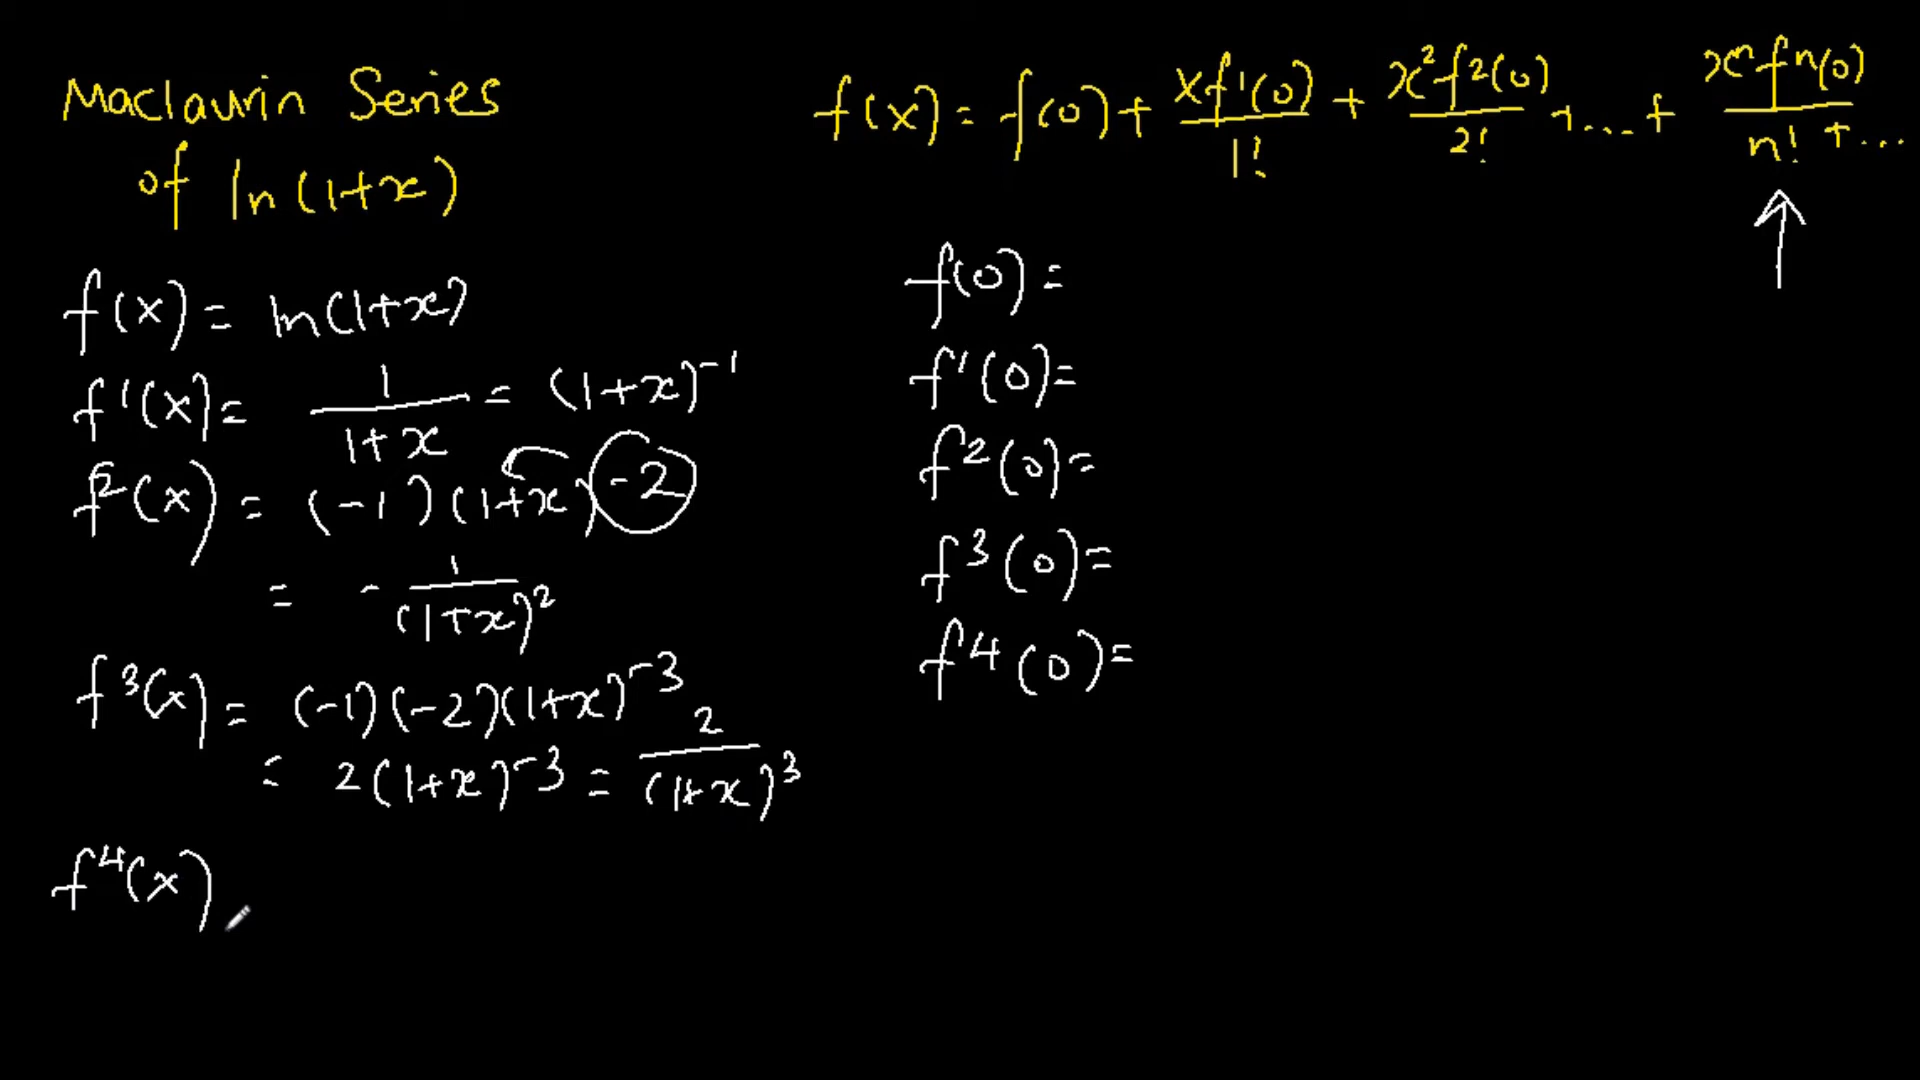 Maclaurin Series
of ln(1+x)
f(x) = f(0) + xf'(0)/1! + x²f²(0)/2! + .... + xⁿfⁿ(0)/n! + ...
f(x) = ln(1+x)
f'(x) = 1/(1+x) = (1+x)⁻¹
f²(x) = (-1)(1+x)⁻²
= - 1/(1+x)²
f³(x) = (-1)(-2)(1+x)⁻³
= 2(1+x)⁻³ = 2/(1+x)³
f⁴(x)
f(0) =
f'(0) =
f²(0) =
f³(0) =
f⁴(0) =